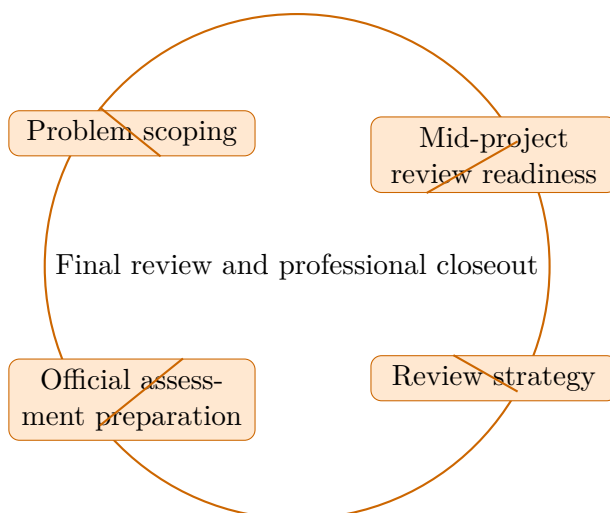 Problem scoping
Mid-project
review readiness
Final review and professional closeout
Official assess-
ment preparation
Review strategy